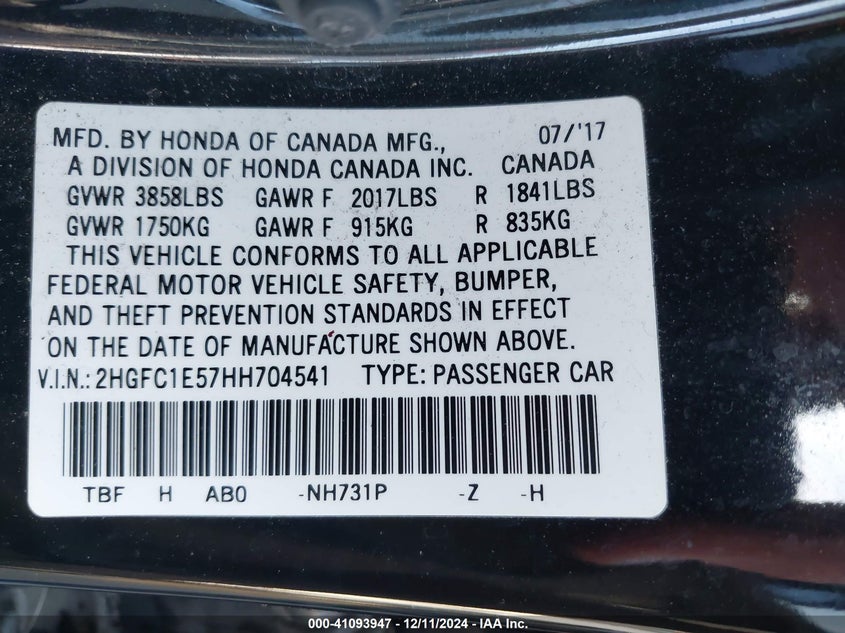 MFD. BY HONDA OF CANADA MFG., 07/'17
A DIVISION OF HONDA CANADA INC. CANADA
GVWR 3858LBS GAWR F 2017LBS R 1841LBS
GVWR 1750KG GAWR F 915KG R 835KG
THIS VEHICLE CONFORMS TO ALL APPLICABLE
FEDERAL MOTOR VEHICLE SAFETY, BUMPER,
AND THEFT PREVENTION STANDARDS IN EFFECT
ON THE DATE OF MANUFACTURE SHOWN ABOVE.
V.I.N.: 2HGFC1E57HH704541 TYPE: PASSENGER CAR
TBF H AB0 -NH731P -Z -H
000-41093947 - 12/11/2024 - IAA Inc.